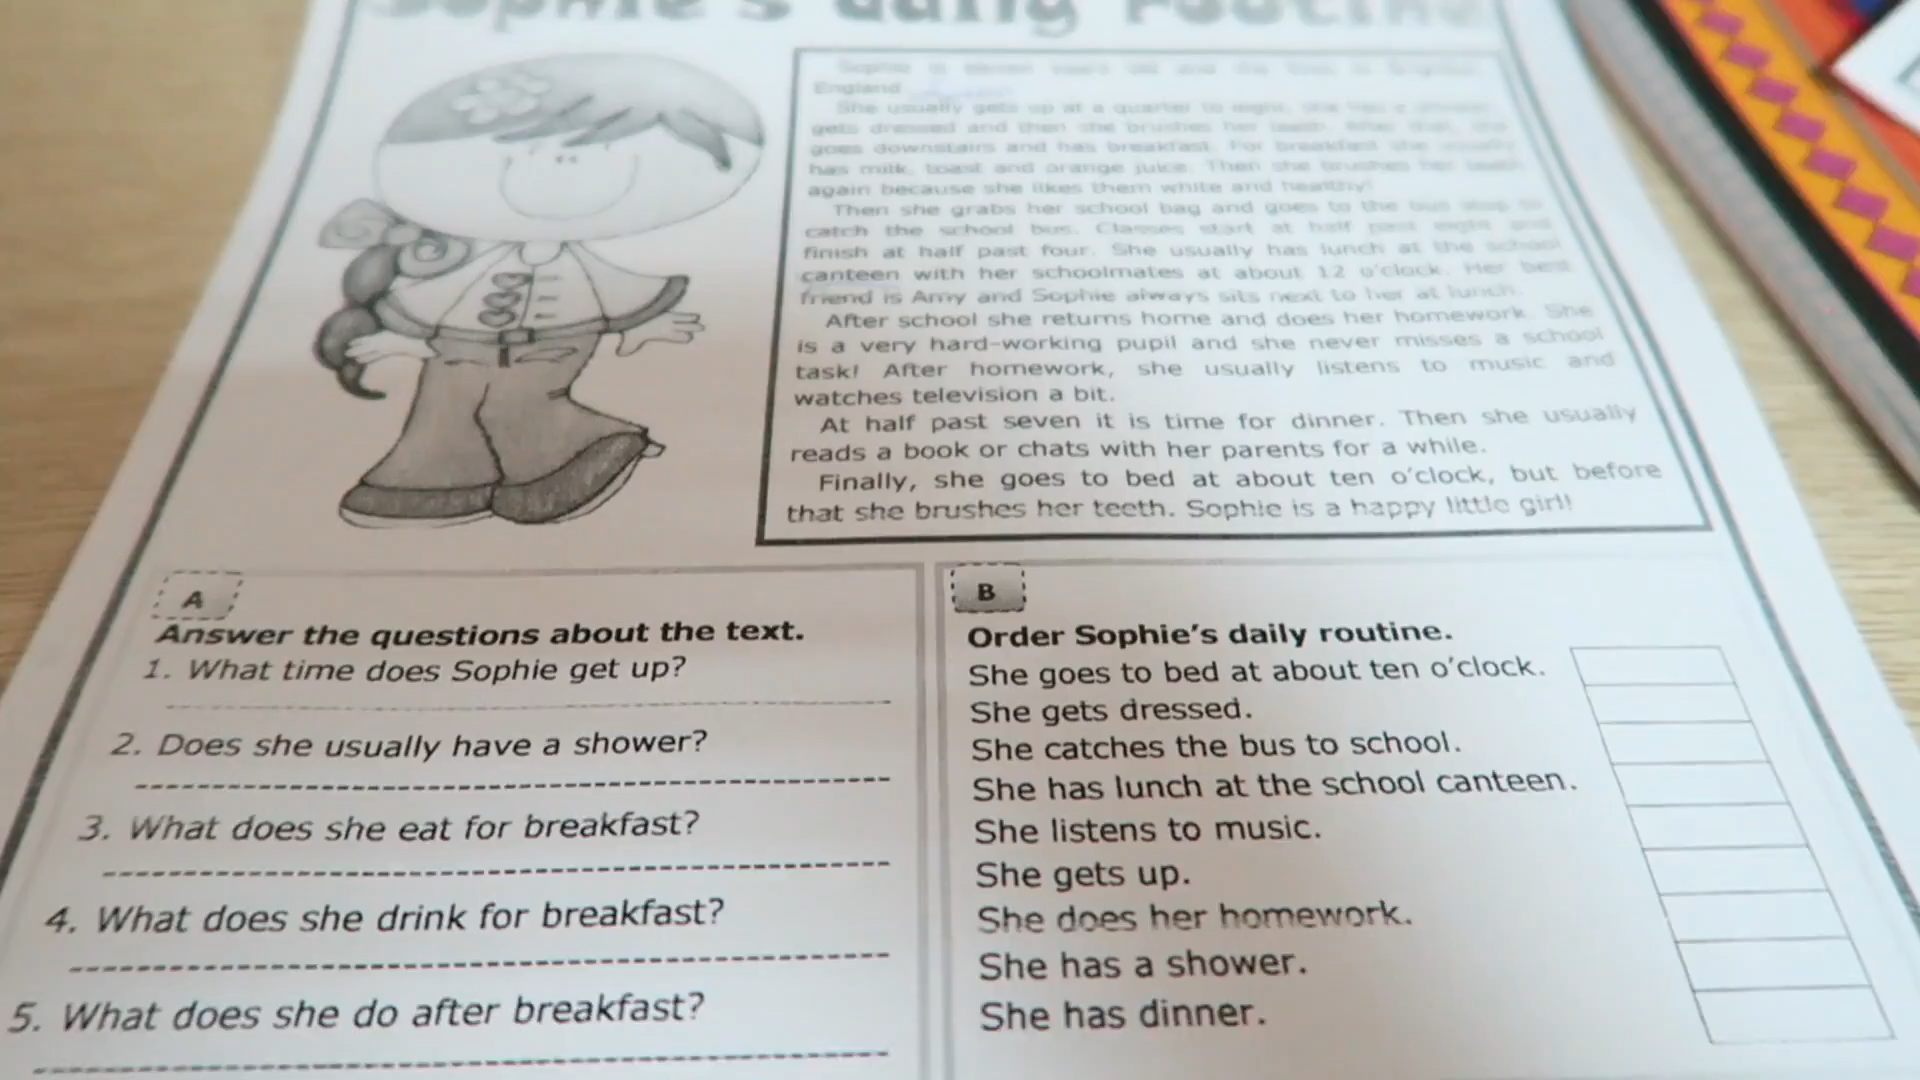 Sophie's daily routine
Sophie is eleven years old and she lives in
England
She usually gets up at a quarter to eight, she has a shower,
gets dressed and then she brushes her teeth. After that, she
goes downstairs and has breakfast. For breakfast she usually
has milk, toast and orange juice. Then she brushes her teeth
again because she likes them white and healthy!
Then she grabs her school bag and goes to the bus stop to
catch the school bus. Classes start at half past eight and
finish at half past four. She usually has lunch at the school
canteen with her schoolmates at about 12 o'clock. Her best
friend is Amy and Sophie always sits next to her at lunch.
After school she returns home and does her homework. She
is a very hard-working pupil and she never misses a school
task! After homework, she usually listens to music and
watches television a bit.
At half past seven it is time for dinner. Then she usually
reads a book or chats with her parents for a while.
Finally, she goes to bed at about ten o'clock, but before
that she brushes her teeth. Sophie is a happy little girl!
A
Answer the questions about the text.
1. What time does Sophie get up?
2. Does she usually have a shower?
3. What does she eat for breakfast?
4. What does she drink for breakfast?
5. What does she do after breakfast?
B
Order Sophie's daily routine.
She goes to bed at about ten o'clock.
She gets dressed.
She catches the bus to school.
She has lunch at the school canteen.
She listens to music.
She gets up.
She does her homework.
She has a shower.
She has dinner.